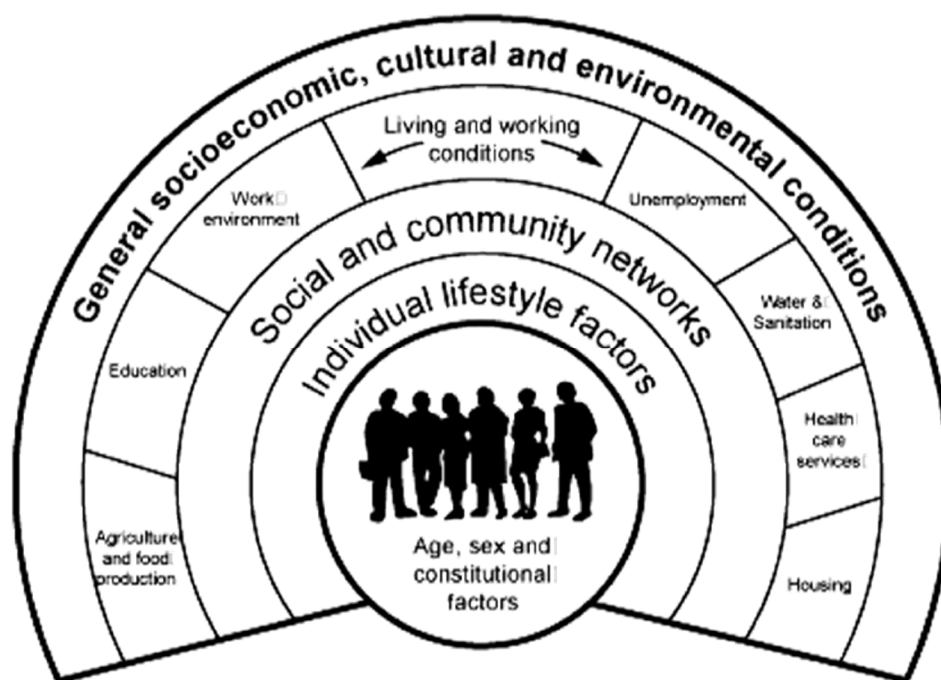 General socioeconomic, cultural and environmental conditions
Living and working
conditions
Work
environment
Unemployment
Education
Water &
Sanitation
Agriculture
and food
production
Health
care
services
Housing
Social and community networks
Individual lifestyle factors
Age, sex and
constitutional
factors